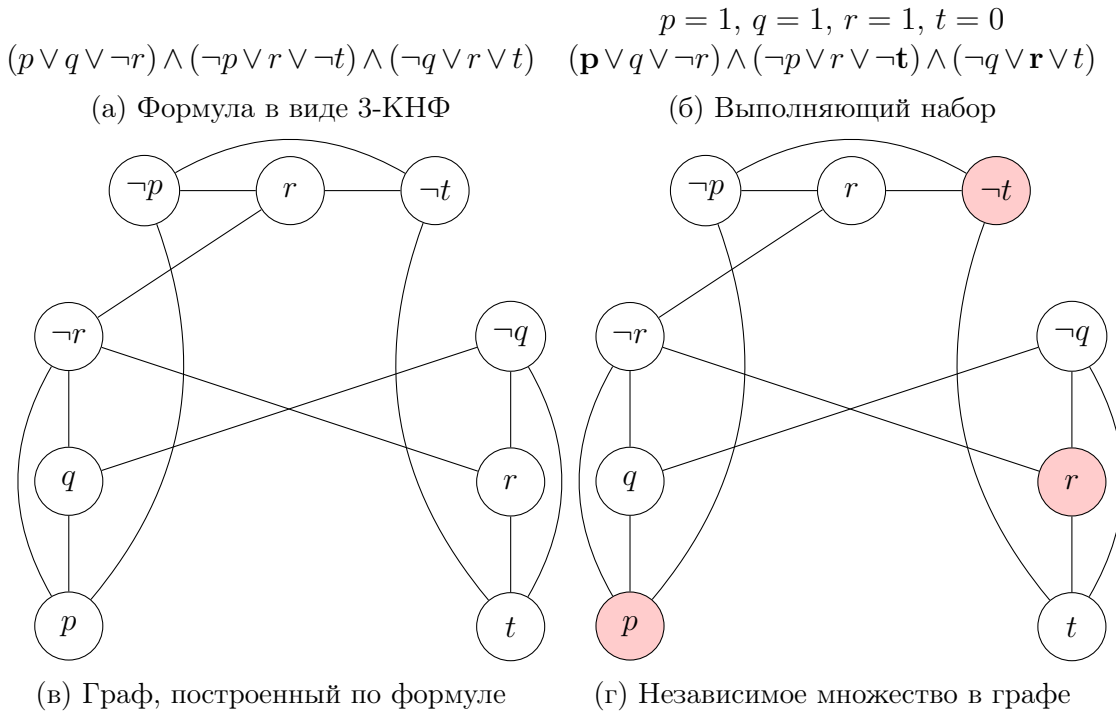 (p ∨ q ∨ ¬r) ∧ (¬p ∨ r ∨ ¬t) ∧ (¬q ∨ r ∨ t)
(а) Формула в виде 3-КНФ
p = 1, q = 1, r = 1, t = 0
(p ∨ q ∨ ¬r) ∧ (¬p ∨ r ∨ ¬t) ∧ (¬q ∨ r ∨ t)
(б) Выполняющий набор
¬p r ¬t
¬r ¬q
q r
p t
(в) Граф, построенный по формуле
¬p r ¬t
¬r ¬q
q r
p t
(г) Независимое множество в графе